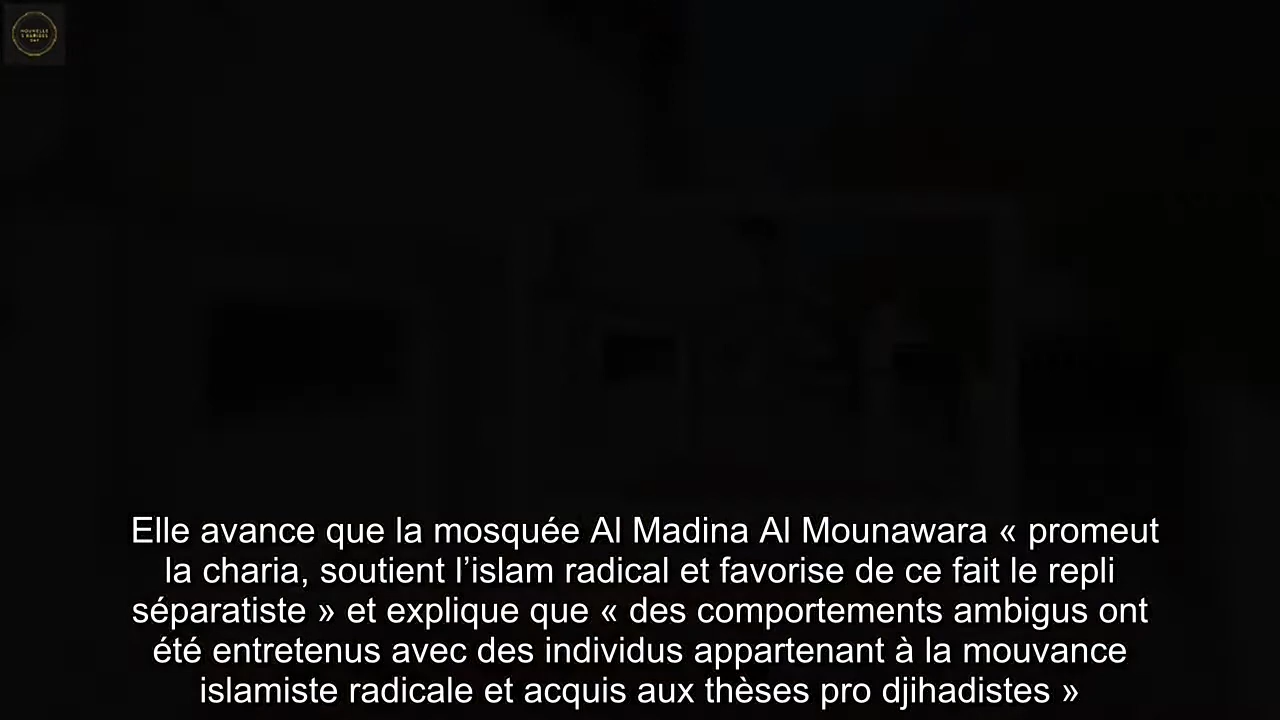 Elle avance que la mosquée Al Madina Al Mounawara « promeut
la charia, soutient l’islam radical et favorise de ce fait le repli
séparatiste » et explique que « des comportements ambigus ont
été entretenus avec des individus appartenant à la mouvance
islamiste radicale et acquis aux thèses pro djihadistes »